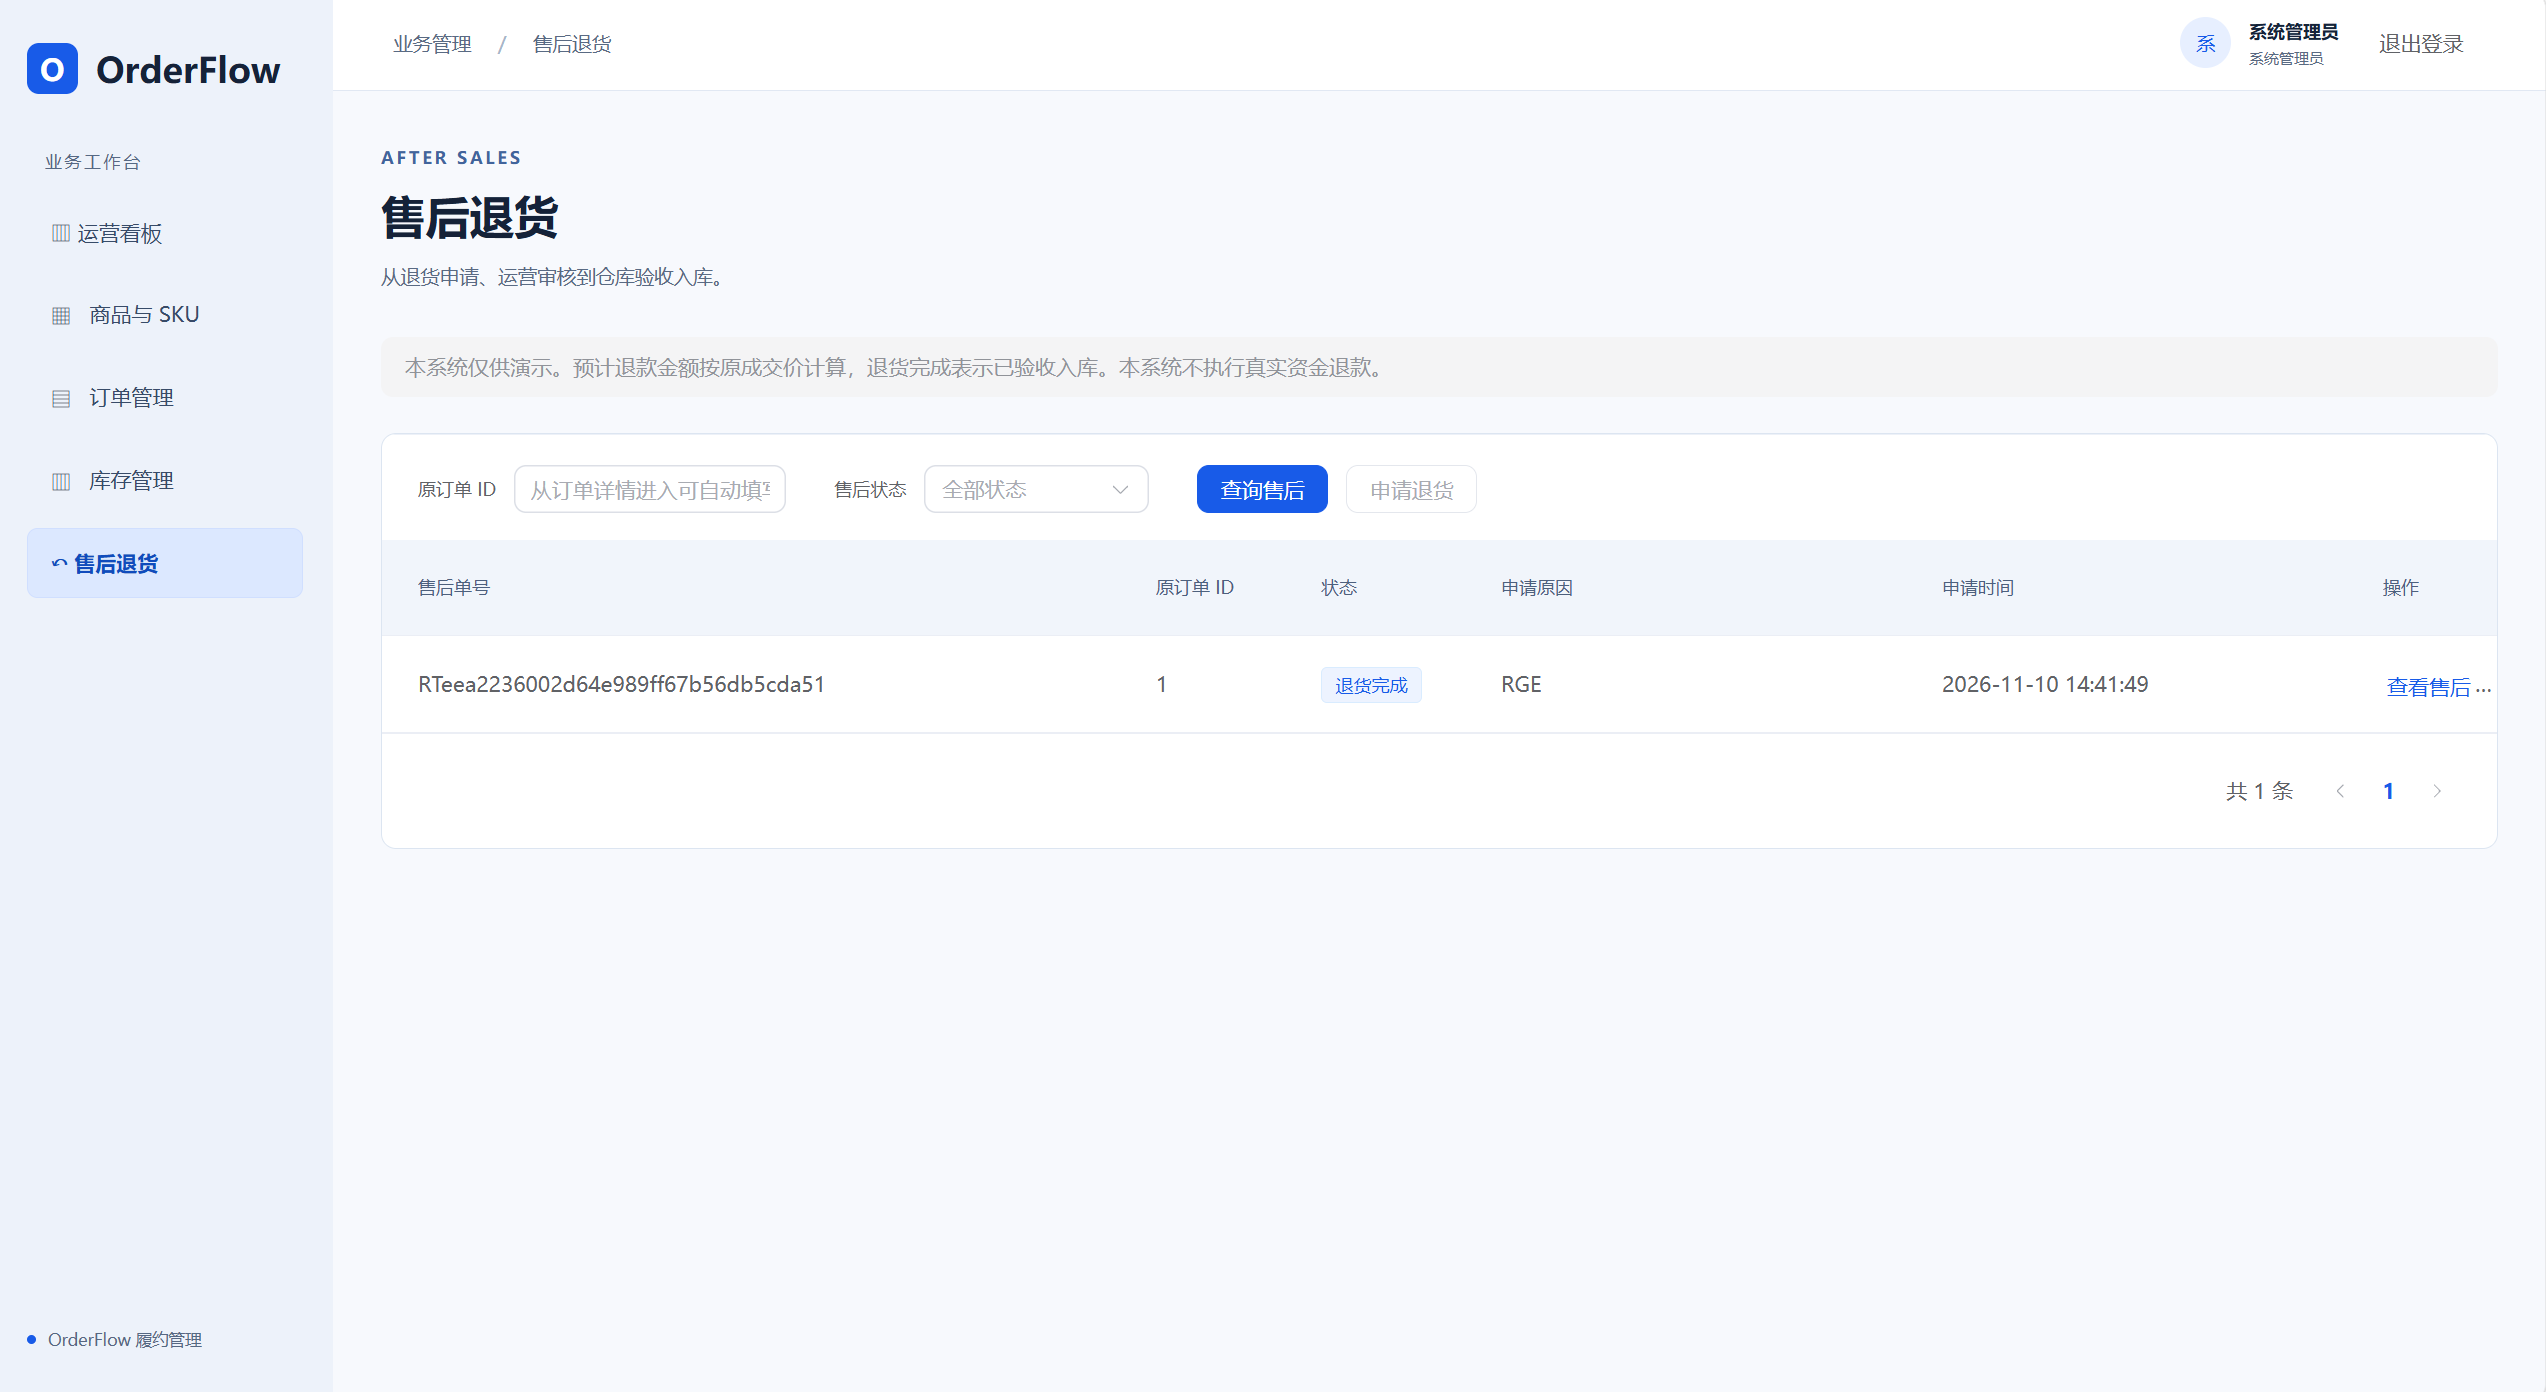 O OrderFlow
业务管理 / 售后退货
系 系统管理员
系统管理员
退出登录
业务工作台
运营看板
商品与 SKU
订单管理
库存管理
售后退货
AFTER SALES
售后退货
从退货申请、运营审核到仓库验收入库。
本系统仅供演示。预计退款金额按原成交价计算，退货完成表示已验收入库。本系统不执行真实资金退款。
原订单 ID 从订单详情进入可自动填 售后状态 全部状态 查询售后 申请退货
售后单号 原订单 ID 状态 申请原因 申请时间 操作
RTeea2236002d64e989ff67b56db5cda51 1 退货完成 RGE 2026-11-10 14:41:49 查看售后 ...
共 1 条 1
OrderFlow 履约管理